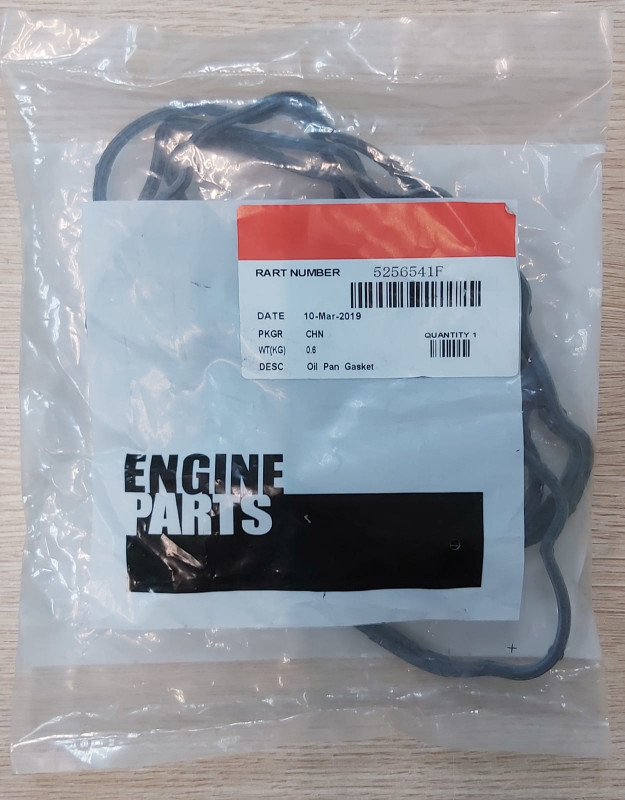 RART NUMBER 5256541F
DATE 10-Mar-2019
PKGR CHN QUANTITY 1
WT(KG) 0.6
DESC Oil Pan Gasket
ENGINE
PARTS